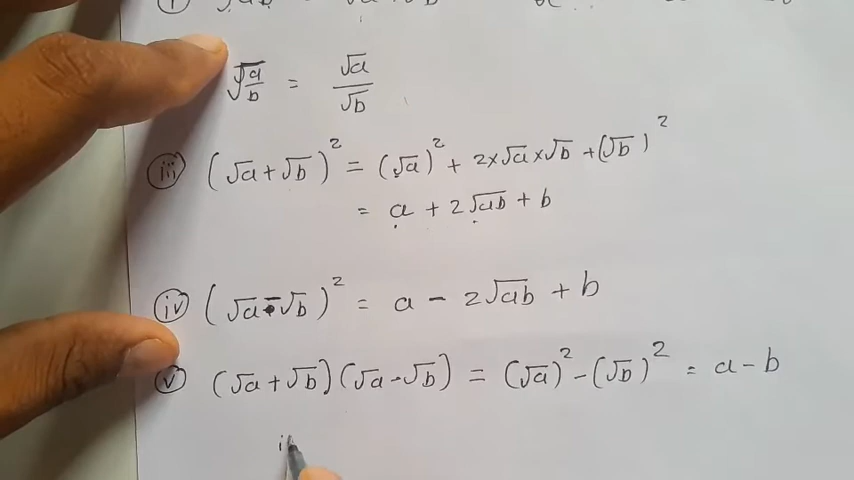 √(a/b) = √a/√b
(iii) (√a + √b)² = (√a)² + 2×√a×√b + (√b)²
= a + 2√ab + b
(iv) (√a - √b)² = a - 2√ab + b
(v) (√a + √b)(√a - √b) = (√a)² - (√b)² = a - b
i